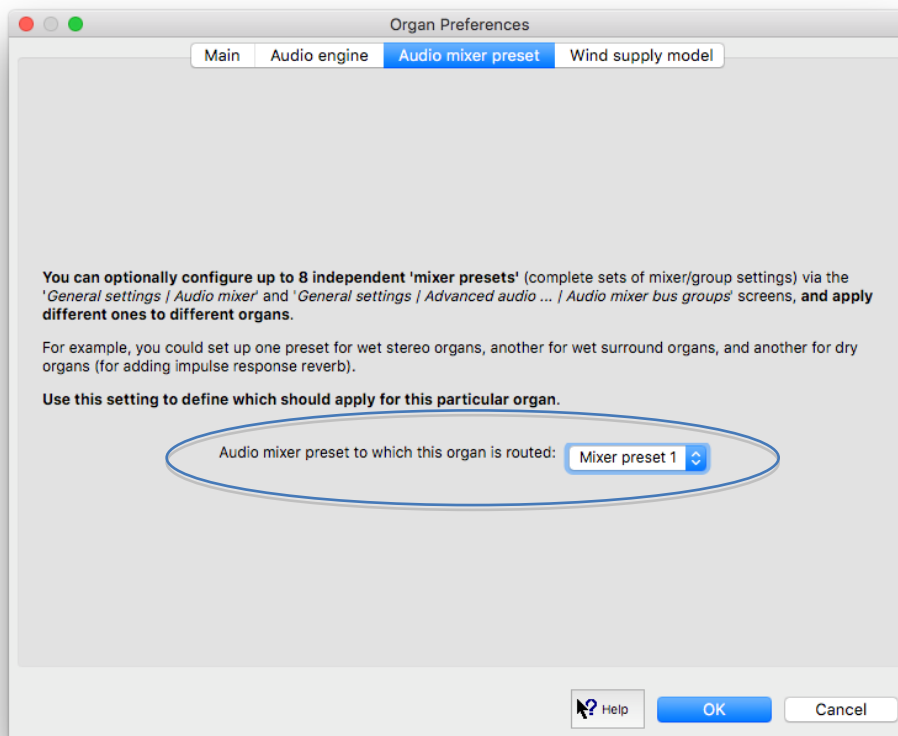 Organ Preferences
Main Audio engine Audio mixer preset Wind supply model
You can optionally configure up to 8 independent 'mixer presets' (complete sets of mixer/group settings) via the
'General settings | Audio mixer' and 'General settings | Advanced audio ... | Audio mixer bus groups' screens, and apply
different ones to different organs.
For example, you could set up one preset for wet stereo organs, another for wet surround organs, and another for dry
organs (for adding impulse response reverb).
Use this setting to define which should apply for this particular organ.
Audio mixer preset to which this organ is routed: Mixer preset 1
? Help OK Cancel